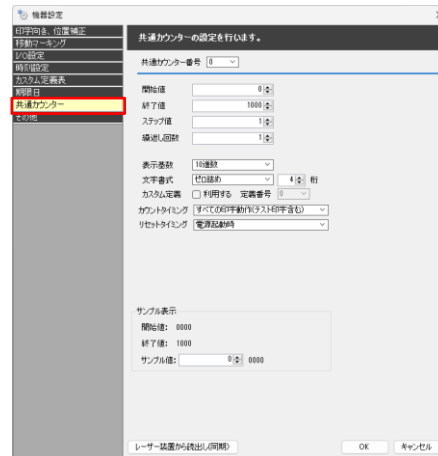 機器設定
印字向き、位置補正
移動マーキング
I/O設定
時刻設定
カスタム定義表
期限日
共通カウンター
その他
共通カウンターの設定を行います。
共通カウンター番号 0
開始値 0
終了値 1000
ステップ値 1
繰返し回数 1
表示基数 10進数
文字書式 ゼロ詰め 4 桁
カスタム定義 利用する 定義番号 0
カウントタイミング すべての印字動作(テスト印字含む)
リセットタイミング 電源起動時
サンプル表示
開始値: 0000
終了値: 1000
サンプル値: 0 0000
レーザー装置から読出し(同期) OK キャンセル